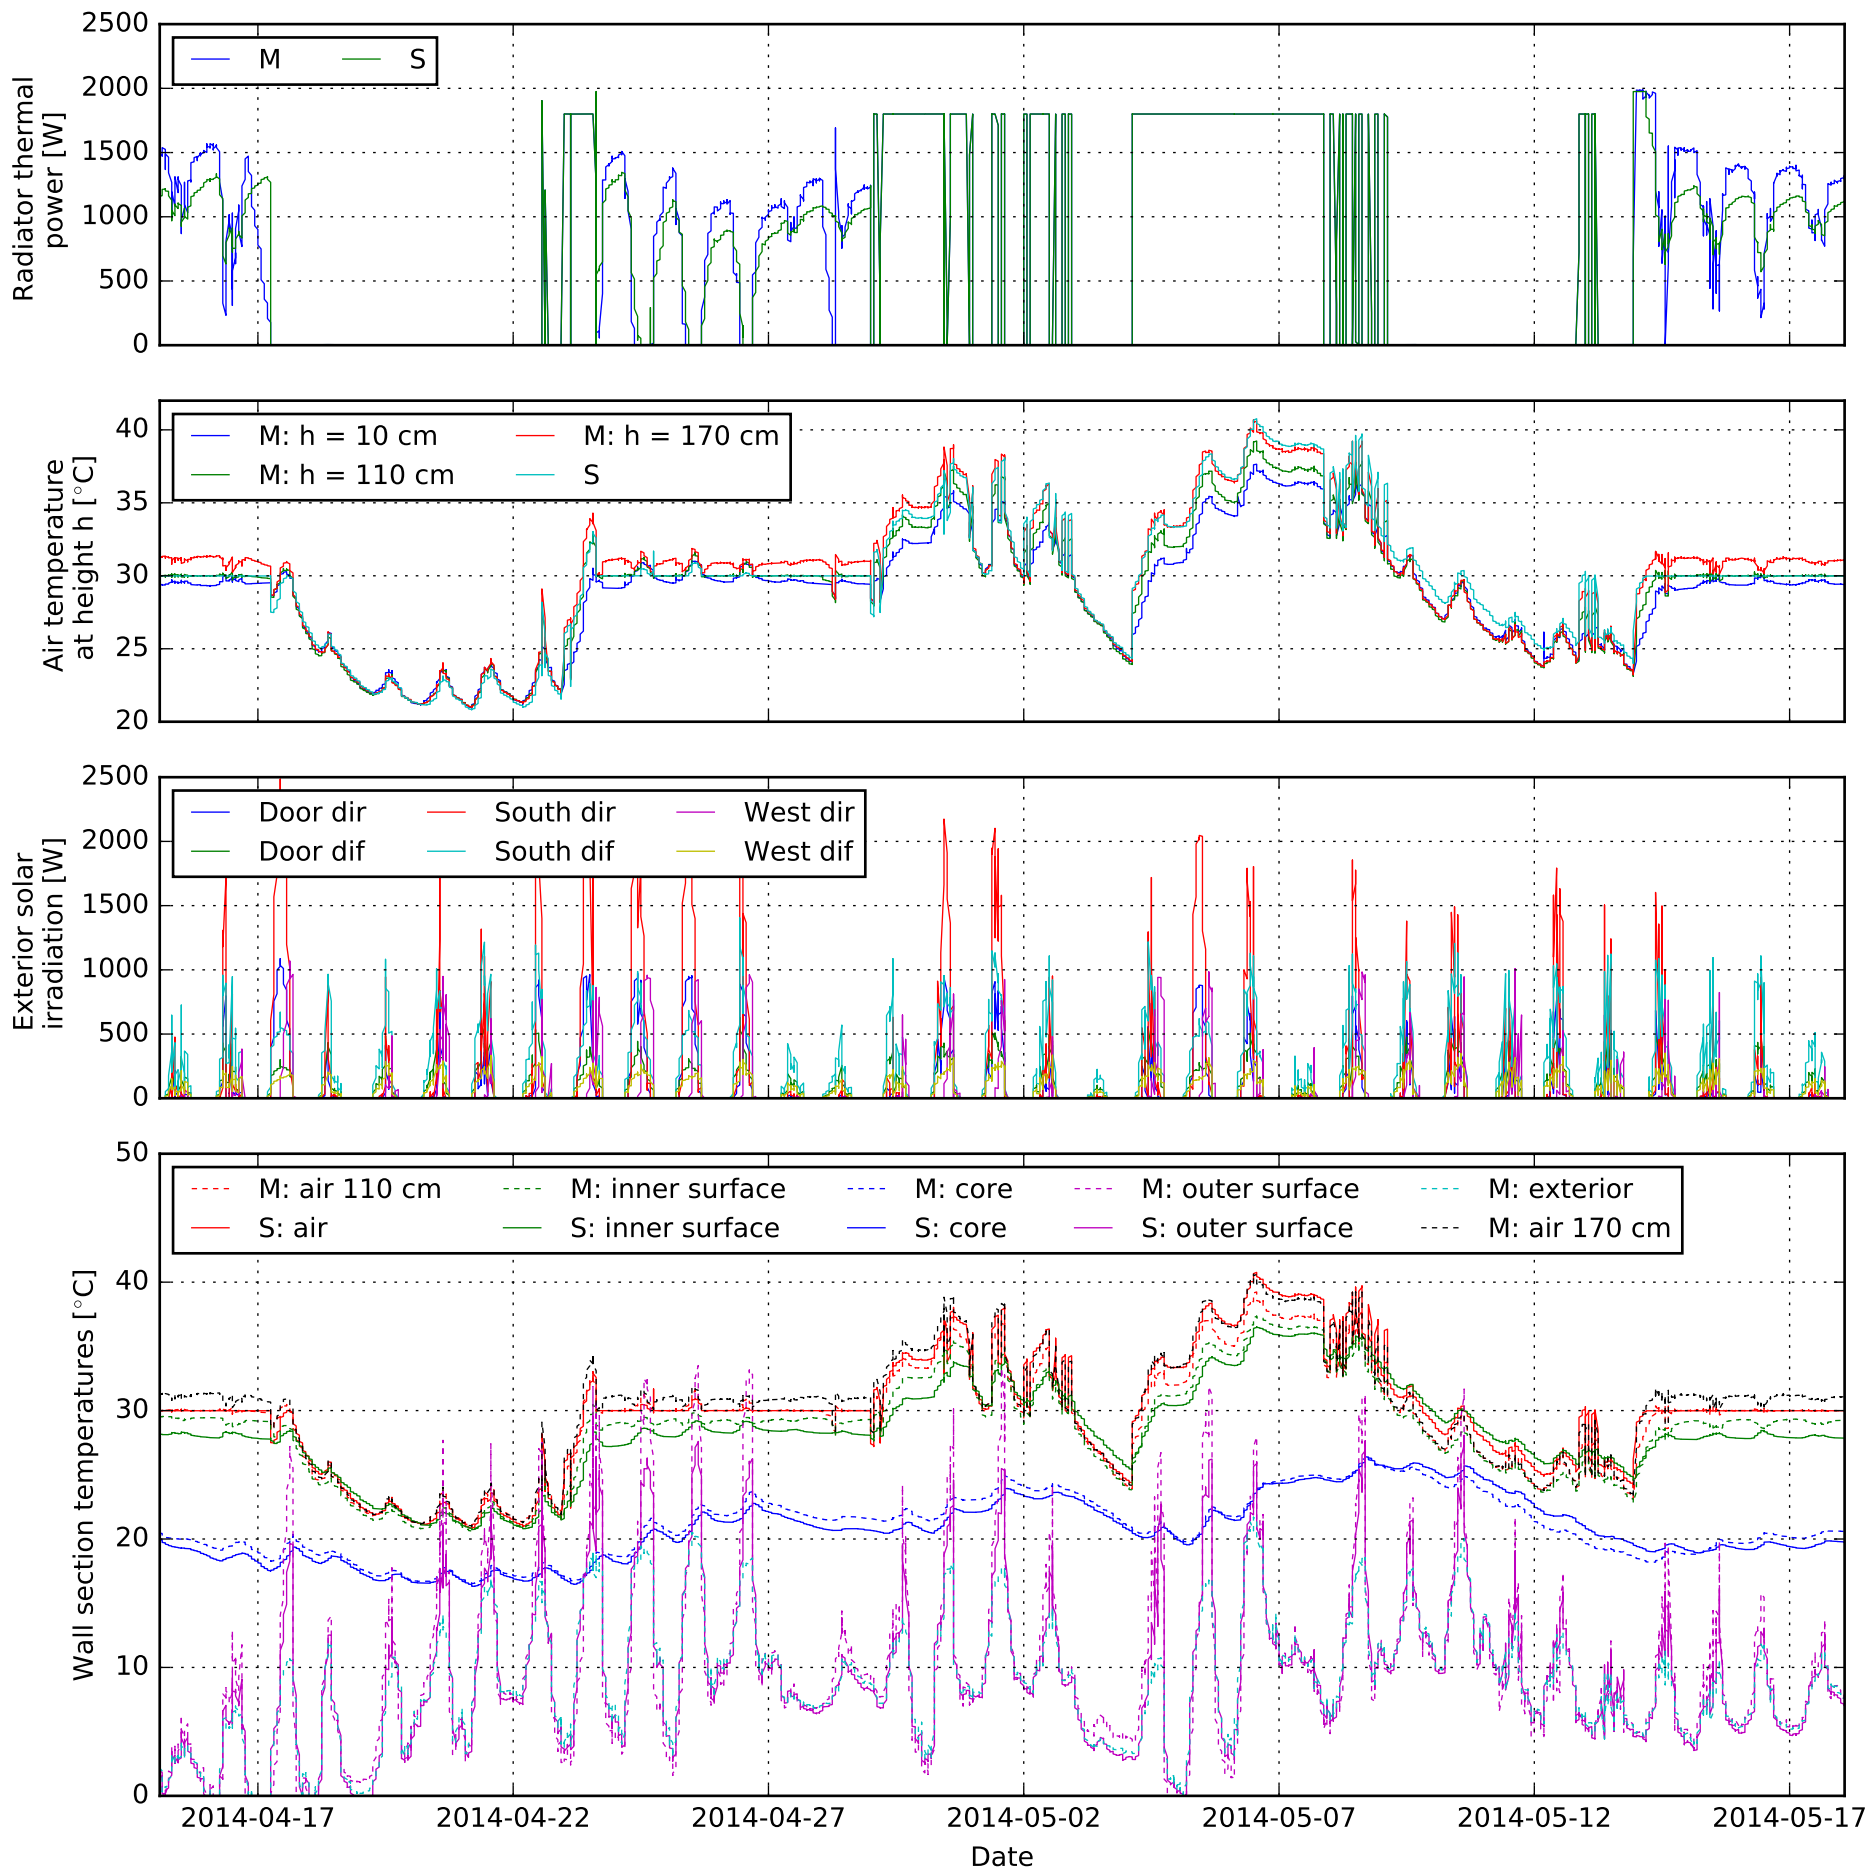 2500
2000
1500
1000
500
0
Radiator thermal
power [W]
M S
40
35
30
25
20
Air temperature
at height h [°C]
M: h = 10 cm M: h = 170 cm
M: h = 110 cm S
2500
2000
1500
1000
500
0
Exterior solar
irradiation [W]
Door dir South dir West dir
Door dif South dif West dif
50
40
30
20
10
0
Wall section temperatures [°C]
M: air 110 cm M: inner surface M: core M: outer surface M: exterior
S: air S: inner surface S: core S: outer surface M: air 170 cm
2014-04-17 2014-04-22 2014-04-27 2014-05-02 2014-05-07 2014-05-12 2014-05-17
Date